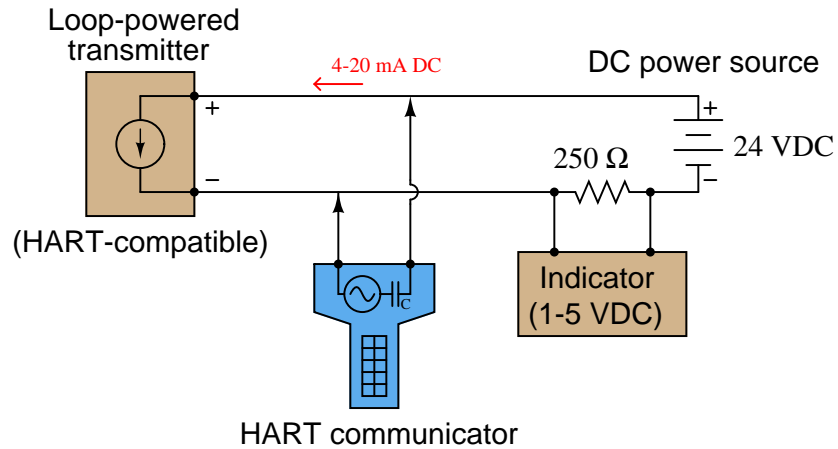 Loop-powered
transmitter
4-20 mA DC
DC power source
+
+
24 VDC
250 Ω
−
−
(HART-compatible)
C
Indicator
(1-5 VDC)
HART communicator